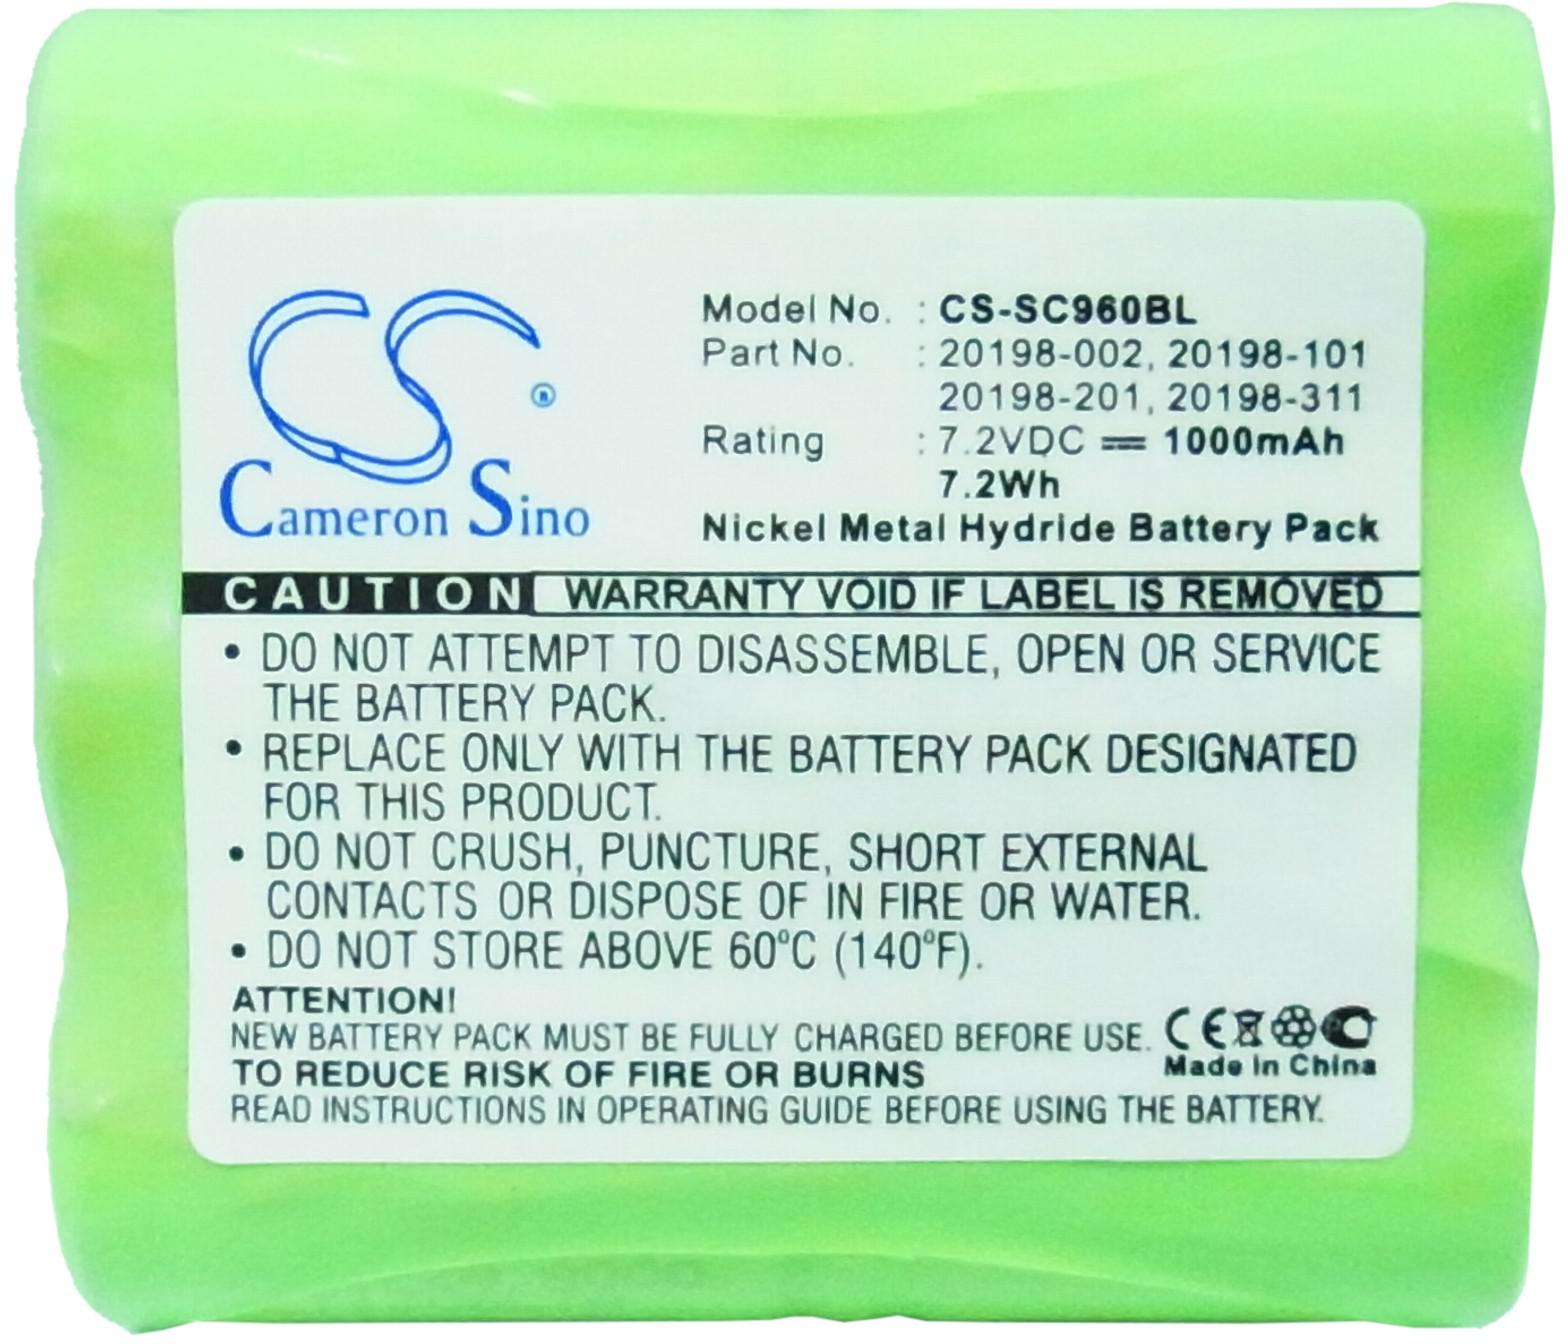 Cameron Sino
®
Model No. : CS-SC960BL
Part No. : 20198-002, 20198-101
20198-201, 20198-311
Rating : 7.2VDC ⎓ 1000mAh
7.2Wh
Nickel Metal Hydride Battery Pack
CAUTION WARRANTY VOID IF LABEL IS REMOVED
• DO NOT ATTEMPT TO DISASSEMBLE, OPEN OR SERVICE
THE BATTERY PACK.
• REPLACE ONLY WITH THE BATTERY PACK DESIGNATED
FOR THIS PRODUCT.
• DO NOT CRUSH, PUNCTURE, SHORT EXTERNAL
CONTACTS OR DISPOSE OF IN FIRE OR WATER.
• DO NOT STORE ABOVE 60ºC (140ºF).
ATTENTION!
NEW BATTERY PACK MUST BE FULLY CHARGED BEFORE USE. CE
Made in China
TO REDUCE RISK OF FIRE OR BURNS
READ INSTRUCTIONS IN OPERATING GUIDE BEFORE USING THE BATTERY.